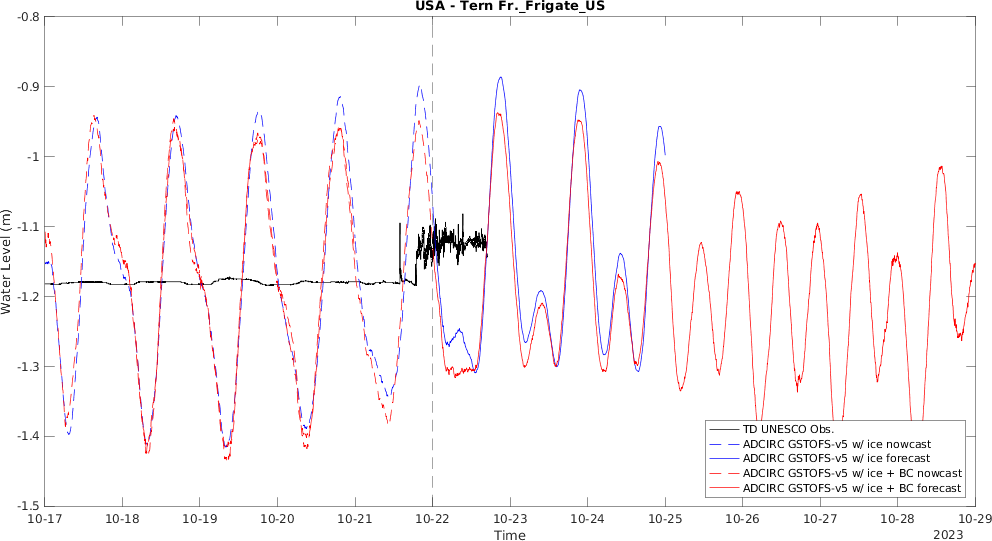 USA - Tern Fr._Frigate_US
-0.8
-0.9
-1
-1.1
-1.2
-1.3
-1.4
-1.5
Water Level (m)
TD UNESCO Obs.
ADCIRC GSTOFS-v5 w/ ice nowcast
ADCIRC GSTOFS-v5 w/ ice forecast
ADCIRC GSTOFS-v5 w/ ice + BC nowcast
ADCIRC GSTOFS-v5 w/ ice + BC forecast
10-17 10-18 10-19 10-20 10-21 10-22 10-23 10-24 10-25 10-26 10-27 10-28 10-29
Time
2023